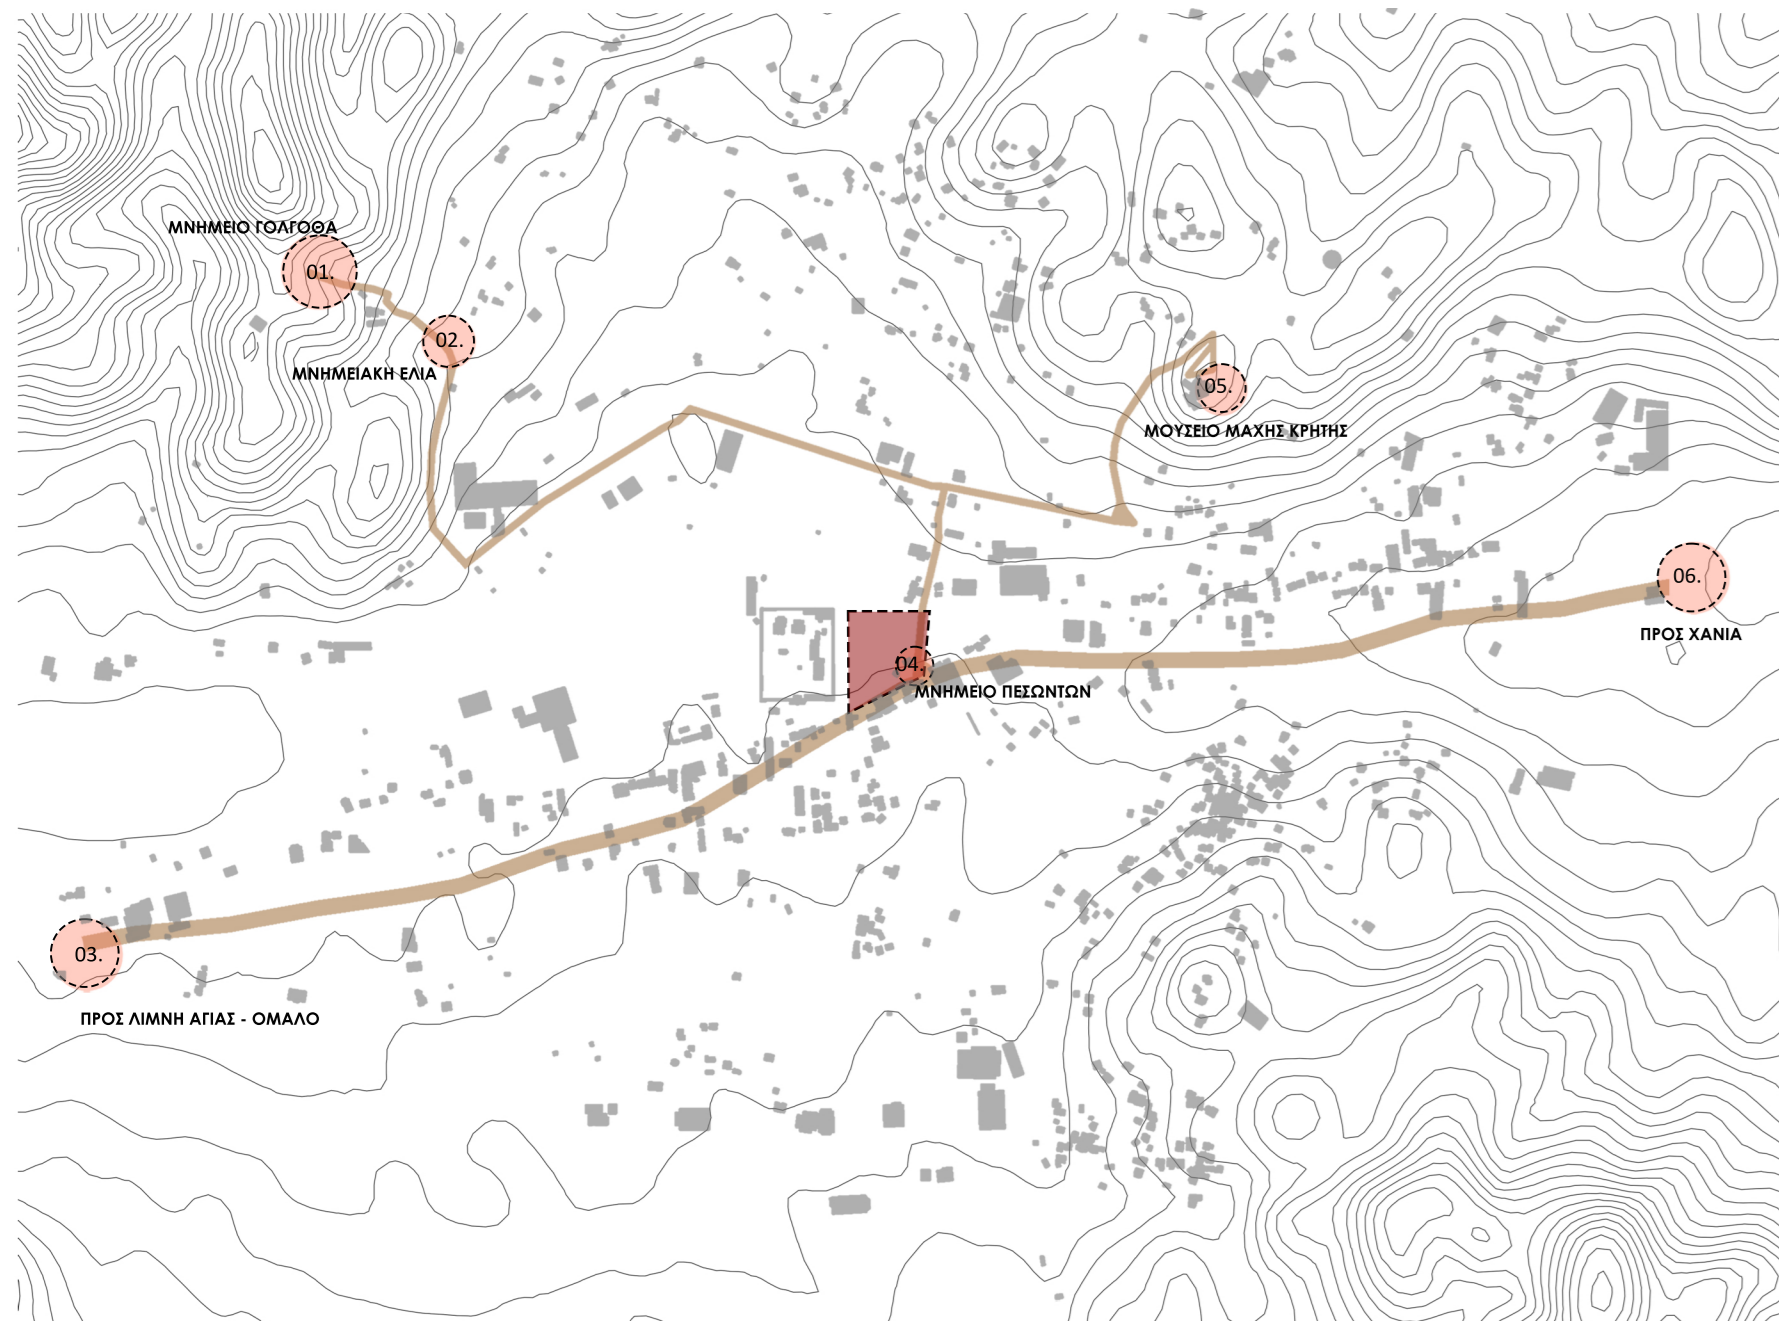 ΜΝΗΜΕΙΟ ΓΟΛΓΟΘΑ
01.
02.
ΜΝΗΜΕΙΑΚΗ ΕΛΙΑ
05.
ΜΟΥΣΕΙΟ ΜΑΧΗΣ ΚΡΗΤΗΣ
06.
ΠΡΟΣ ΧΑΝΙΑ
04.
ΜΝΗΜΕΙΟ ΠΕΣΩΝΤΩΝ
03.
ΠΡΟΣ ΛΙΜΝΗ ΑΓΙΑΣ - ΟΜΑΛΟ